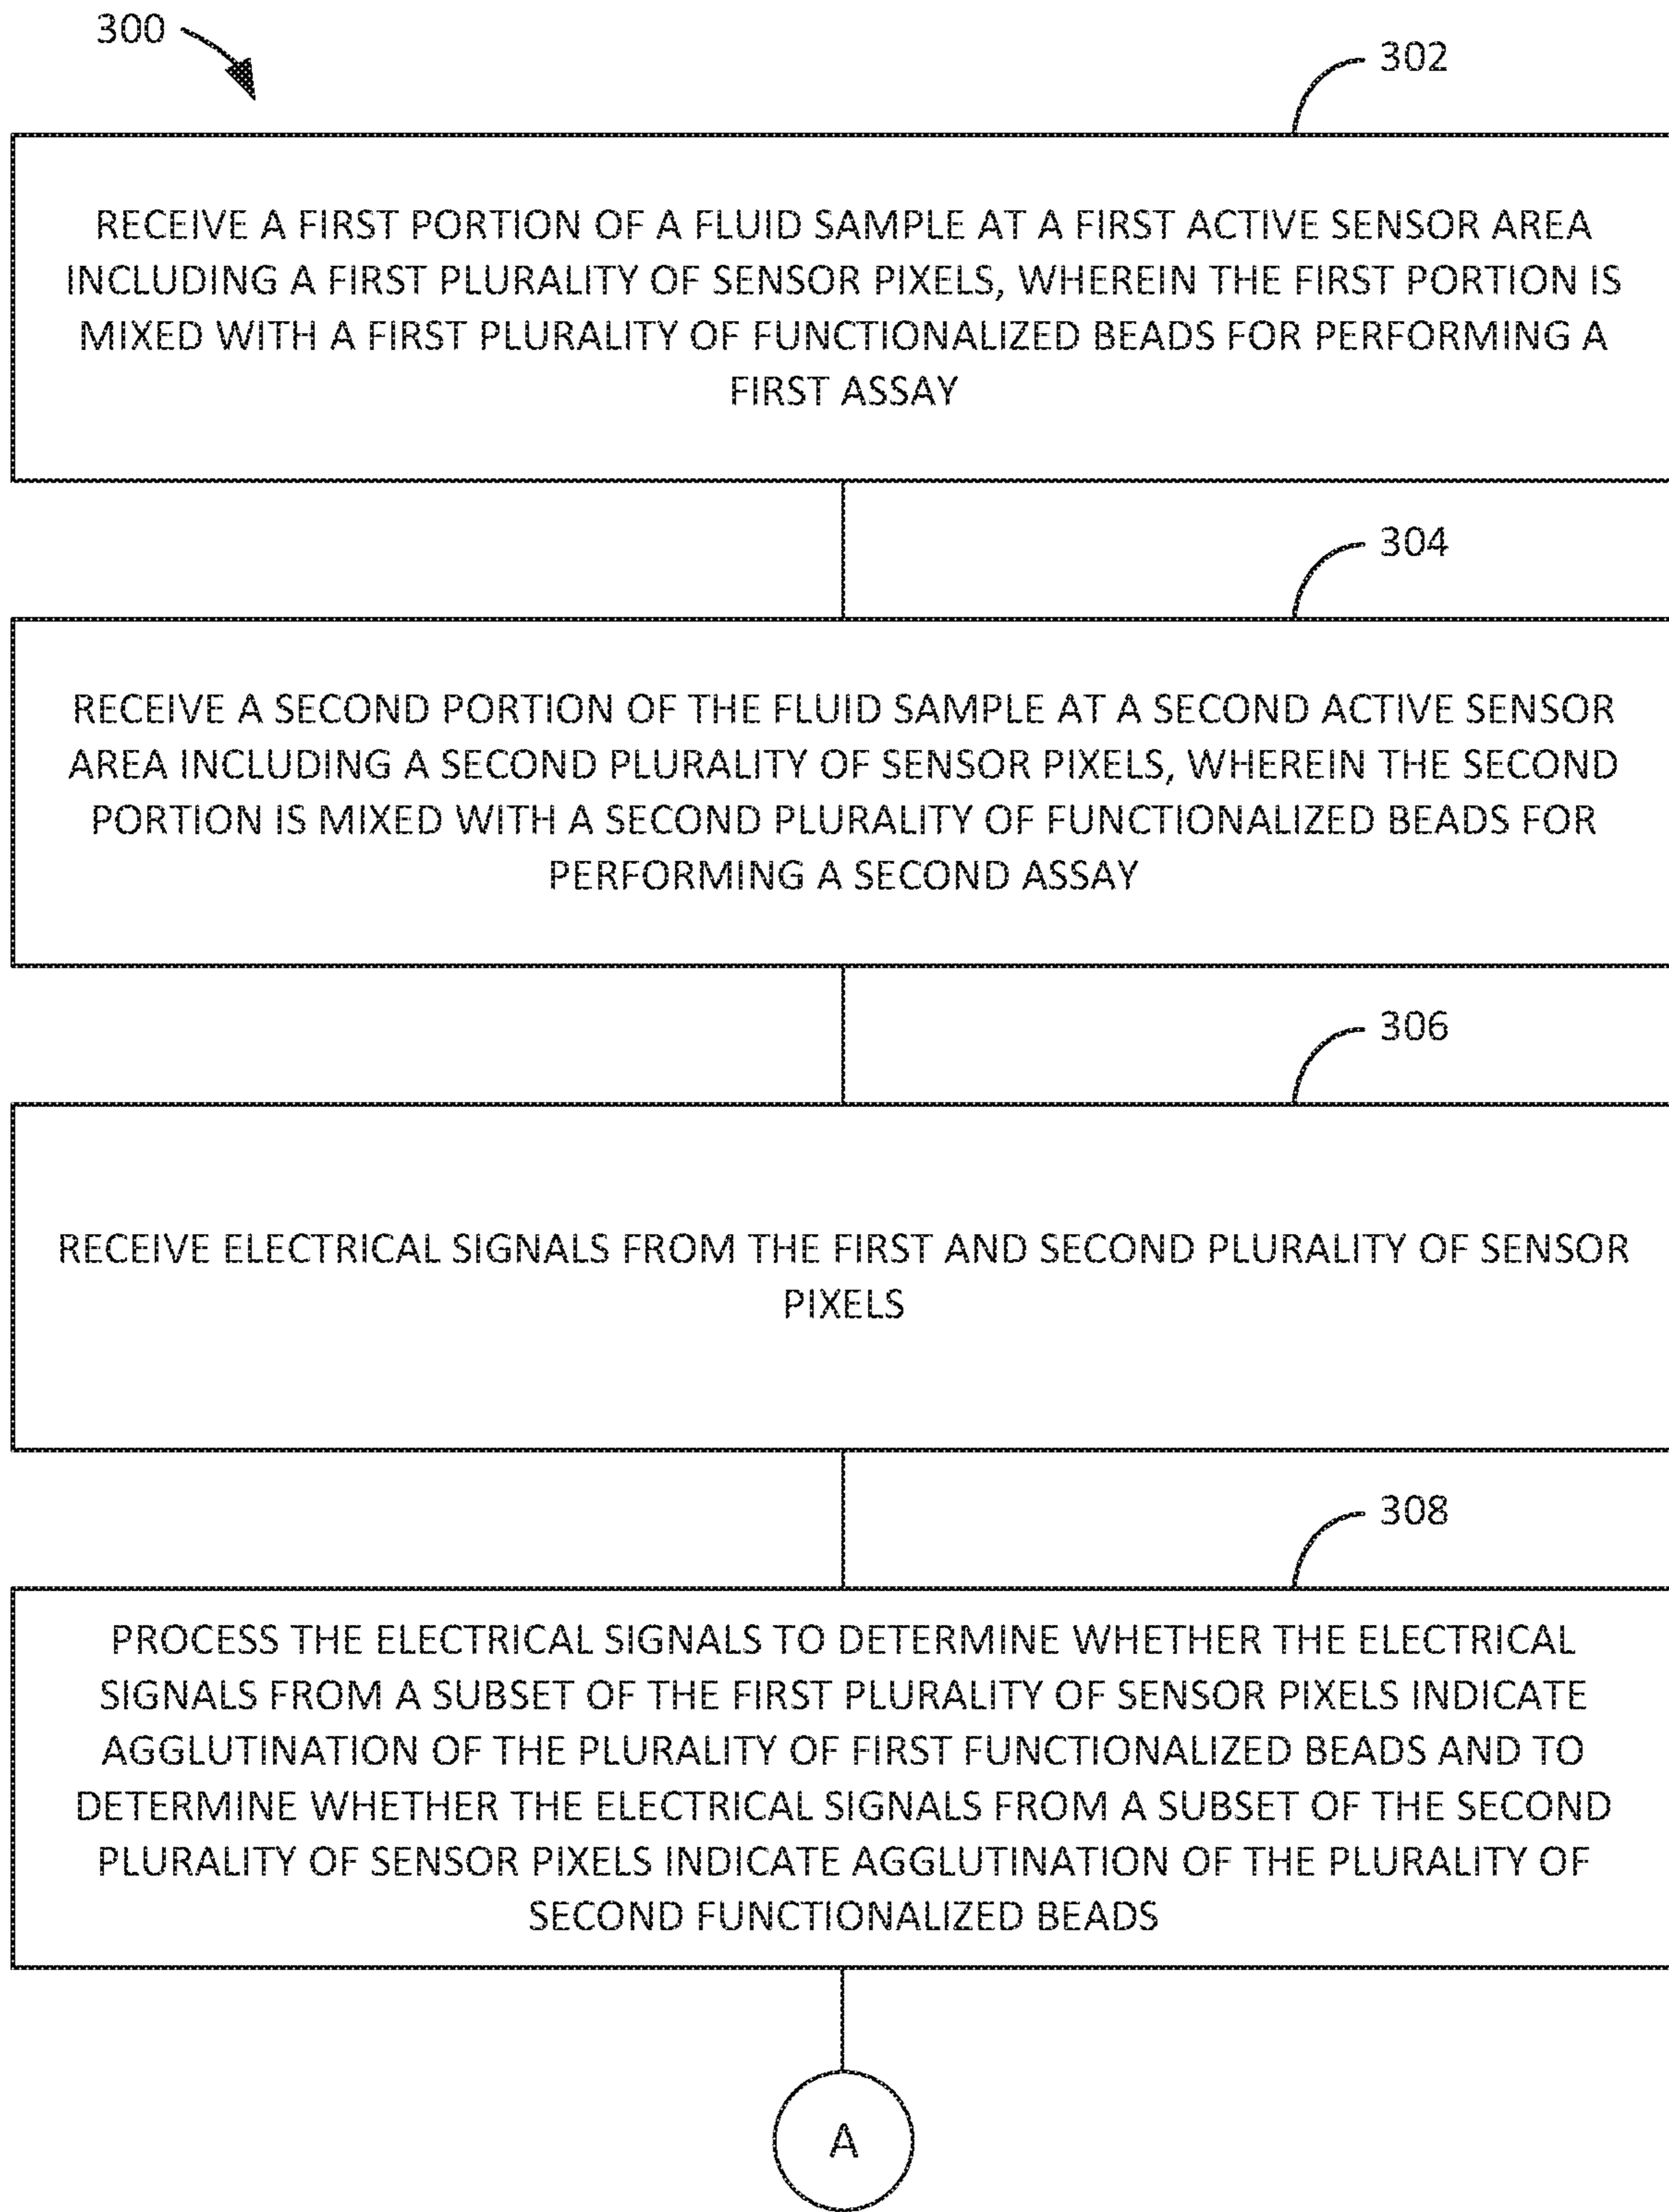 300
302
RECEIVE A FIRST PORTION OF A FLUID SAMPLE AT A FIRST ACTIVE SENSOR AREA
INCLUDING A FIRST PLURALITY OF SENSOR PIXELS, WHEREIN THE FIRST PORTION IS
MIXED WITH A FIRST PLURALITY OF FUNCTIONALIZED BEADS FOR PERFORMING A
FIRST ASSAY
304
RECEIVE A SECOND PORTION OF THE FLUID SAMPLE AT A SECOND ACTIVE SENSOR
AREA INCLUDING A SECOND PLURALITY OF SENSOR PIXELS, WHEREIN THE SECOND
PORTION IS MIXED WITH A SECOND PLURALITY OF FUNCTIONALIZED BEADS FOR
PERFORMING A SECOND ASSAY
306
RECEIVE ELECTRICAL SIGNALS FROM THE FIRST AND SECOND PLURALITY OF SENSOR
PIXELS
308
PROCESS THE ELECTRICAL SIGNALS TO DETERMINE WHETHER THE ELECTRICAL
SIGNALS FROM A SUBSET OF THE FIRST PLURALITY OF SENSOR PIXELS INDICATE
AGGLUTINATION OF THE PLURALITY OF FIRST FUNCTIONALIZED BEADS AND TO
DETERMINE WHETHER THE ELECTRICAL SIGNALS FROM A SUBSET OF THE SECOND
PLURALITY OF SENSOR PIXELS INDICATE AGGLUTINATION OF THE PLURALITY OF
SECOND FUNCTIONALIZED BEADS
A